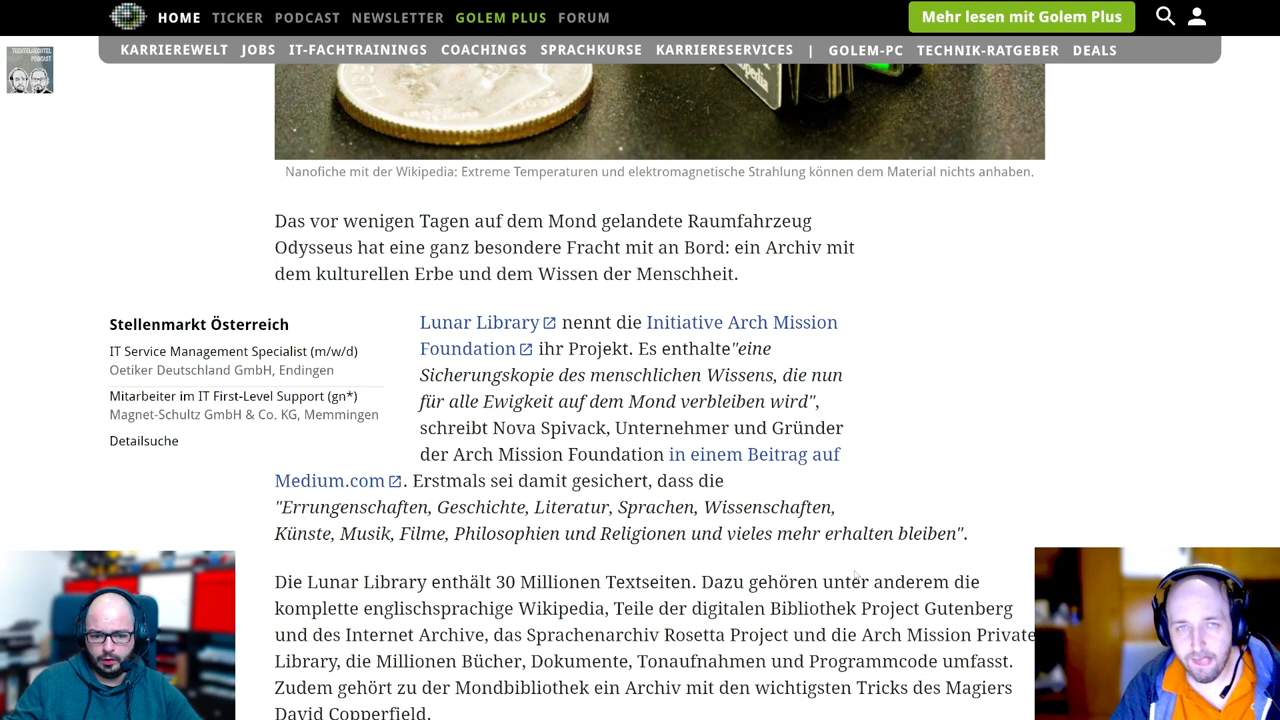 HOME TICKER PODCAST NEWSLETTER GOLEM PLUS FORUM Mehr lesen mit Golem Plus
KARRIEREWELT JOBS IT-FACHTRAININGS COACHINGS SPRACHKURSE KARRIERESERVICES | GOLEM-PC TECHNIK-RATGEBER DEALS
PODCAST
Nanofiche mit der Wikipedia: Extreme Temperaturen und elektromagnetische Strahlung können dem Material nichts anhaben.
Das vor wenigen Tagen auf dem Mond gelandete Raumfahrzeug
Odysseus hat eine ganz besondere Fracht mit an Bord: ein Archiv mit
dem kulturellen Erbe und dem Wissen der Menschheit.
Stellenmarkt Österreich
IT Service Management Specialist (m/w/d)
Oetiker Deutschland GmbH, Endingen
Mitarbeiter im IT First-Level Support (gn*)
Magnet-Schultz GmbH & Co. KG, Memmingen
Detailsuche
Lunar Library nennt die Initiative Arch Mission
Foundation ihr Projekt. Es enthalte"eine
Sicherungskopie des menschlichen Wissens, die nun
für alle Ewigkeit auf dem Mond verbleiben wird",
schreibt Nova Spivack, Unternehmer und Gründer
der Arch Mission Foundation in einem Beitrag auf
Medium.com. Erstmals sei damit gesichert, dass die
"Errungenschaften, Geschichte, Literatur, Sprachen, Wissenschaften,
Künste, Musik, Filme, Philosophien und Religionen und vieles mehr erhalten bleiben".
Die Lunar Library enthält 30 Millionen Textseiten. Dazu gehören unter anderem die
komplette englischsprachige Wikipedia, Teile der digitalen Bibliothek Project Gutenberg
und des Internet Archive, das Sprachenarchiv Rosetta Project und die Arch Mission Private
Library, die Millionen Bücher, Dokumente, Tonaufnahmen und Programmcode umfasst.
Zudem gehört zu der Mondbibliothek ein Archiv mit den wichtigsten Tricks des Magiers
David Copperfield.